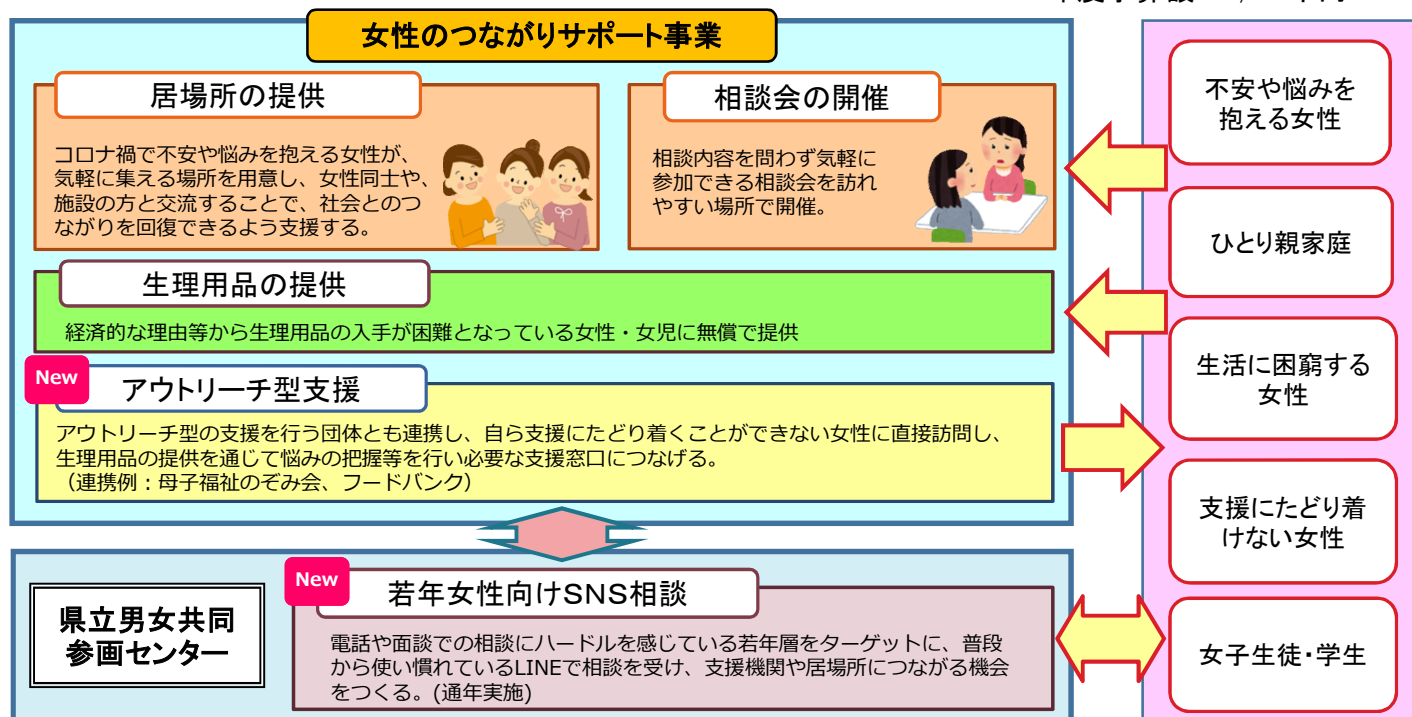 女性のつながりサポート事業
居場所の提供
コロナ禍で不安や悩みを抱える女性が、
気軽に集える場所を用意し、女性同士や、
施設の方と交流することで、社会とのつ
ながりを回復できるよう支援する。
相談会の開催
相談内容を問わず気軽に
参加できる相談会を訪れ
やすい場所で開催。
生理用品の提供
経済的な理由等から生理用品の入手が困難となっている女性・女児に無償で提供
New
アウトリーチ型支援
アウトリーチ型の支援を行う団体とも連携し、自ら支援にたどり着くことができない女性に直接訪問し、
生理用品の提供を通じて悩みの把握等を行い必要な支援窓口につなげる。
（連携例：母子福祉のぞみ会、フードバンク）
県立男女共同
参画センター
New
若年女性向けSNS相談
電話や面談での相談にハードルを感じている若年層をターゲットに、普段
から使い慣れているLINEで相談を受け、支援機関や居場所につながる機会
をつくる。(通年実施)
不安や悩みを
抱える女性
ひとり親家庭
生活に困窮する
女性
支援にたどり着
けない女性
女子生徒・学生